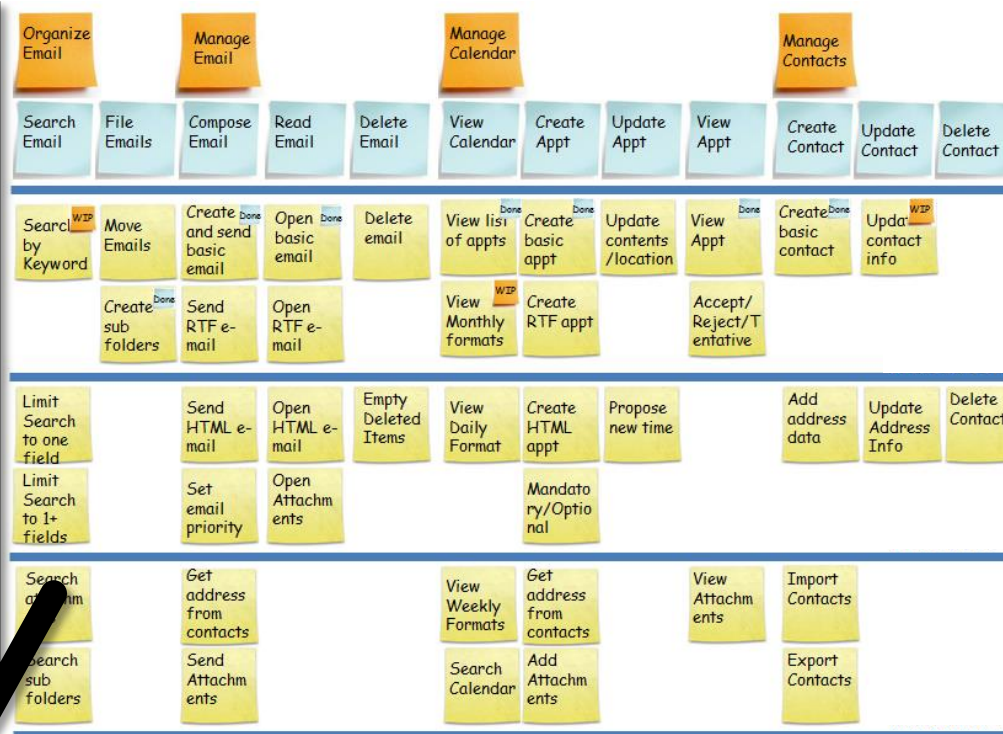 Organize
Email
Manage
Email
Manage
Calendar
Manage
Contacts
Search
Email
File
Emails
Compose
Email
Read
Email
Delete
Email
View
Calendar
Create
Appt
Update
Appt
View
Appt
Create
Contact
Update
Contact
Delete
Contact
WIP
by
Keyword
Move
Emails
Create
and send
basic
email
Done
Open
basic
email
Done
Delete
email
View list
of appts
Done
Create
basic
appt
Done
Update
contents
/location
View
Appt
Done
Create
basic
contact
Done
contact
info
WIP
Create
sub
folders
Done
Send
RTF e-
mail
Open
RTF e-
mail
View
Monthly
formats
WIP
Create
RTF appt
Accept/
Reject/T
entative
Limit
Search
to one
field
Send
HTML e-
mail
Open
HTML e-
mail
Empty
Deleted
Items
View
Daily
Format
Create
HTML
appt
Propose
new time
Add
address
data
Update
Address
Info
Delete
Limit
Search
to 1+
fields
Set
email
priority
Open
Attachm
ents
Mandato
ry/Optio
nal
Search
Get
address
from
contacts
View
Weekly
Formats
Get
address
from
contacts
View
Attachm
ents
Import
Contacts
Search
sub
folders
Send
Attachm
ents
Search
Calendar
Add
Attachm
ents
Export
Contacts